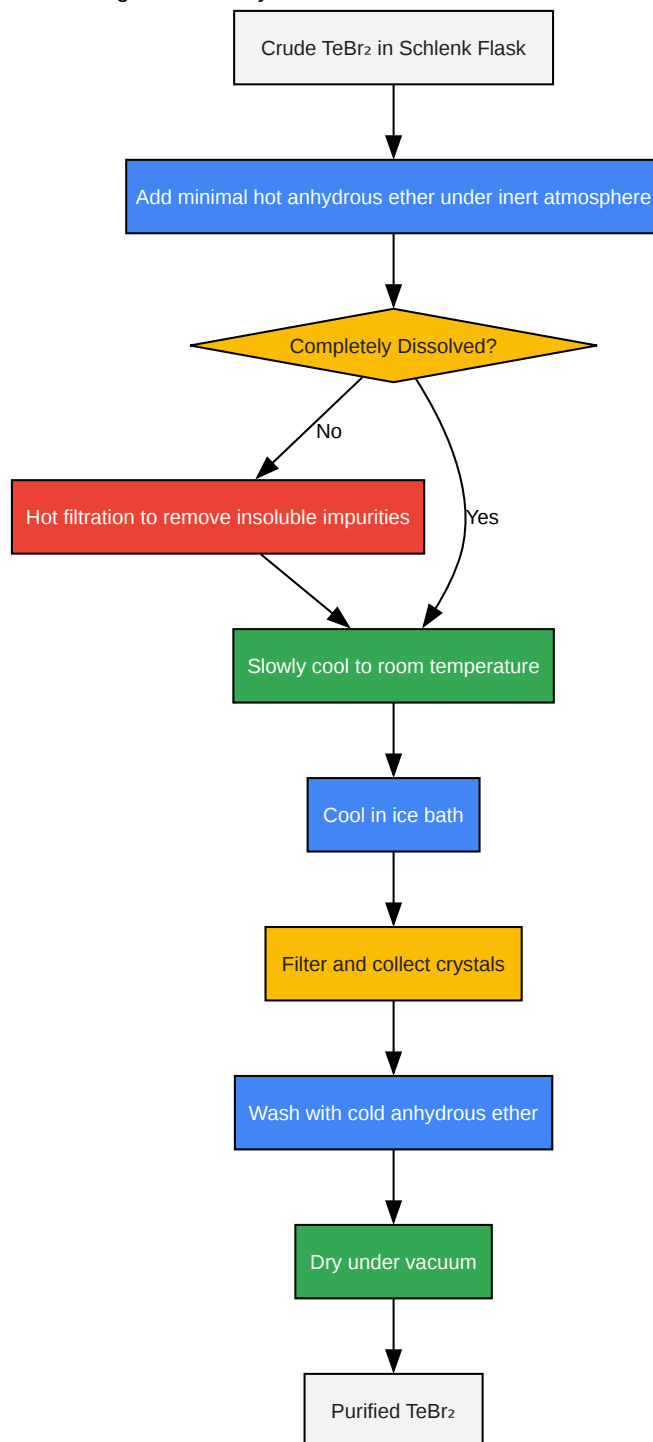 Crude TeBr₂ in Schlenk Flask
Add minimal hot anhydrous ether under inert atmosphere
Completely Dissolved?
No
Hot filtration to remove insoluble impurities
Yes
Slowly cool to room temperature
Cool in ice bath
Filter and collect crystals
Wash with cold anhydrous ether
Dry under vacuum
Purified TeBr₂